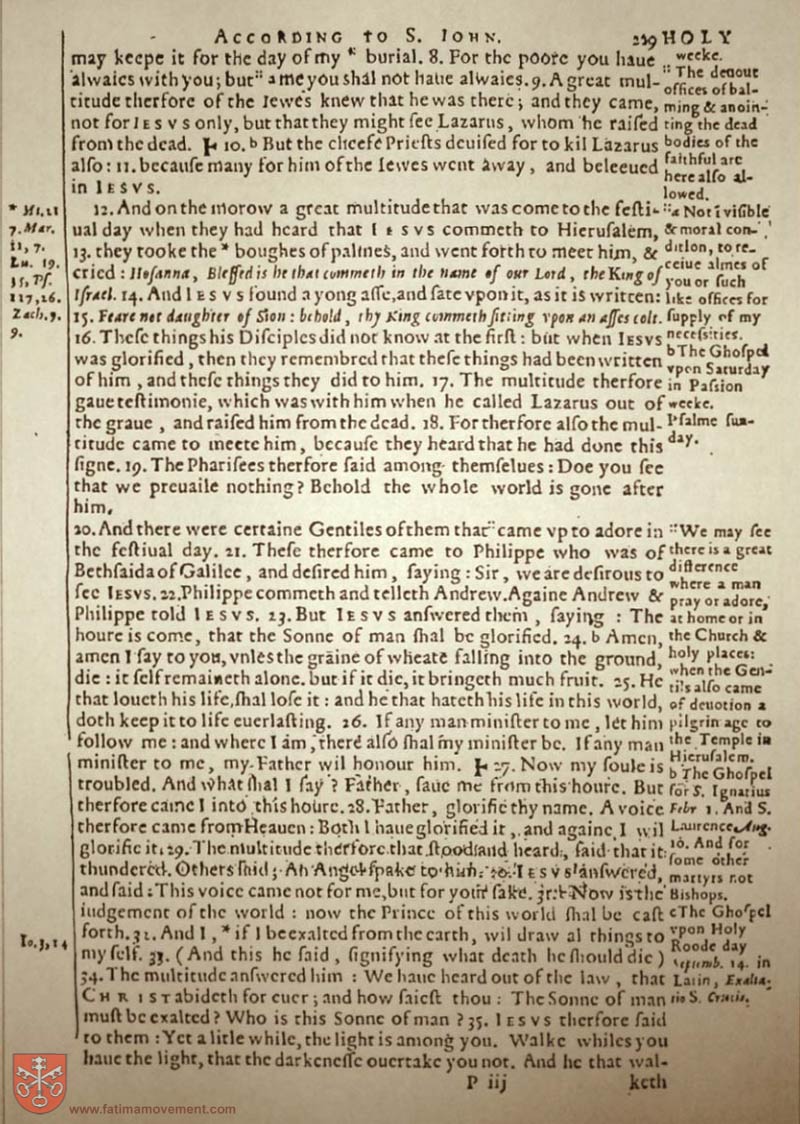 ACCORDING TO S. IOHN.
229 HOLY
may keepe it for the day of my * burial. 8. For the poore you haue
alwaies with you; but" a me you shal not haue alwaies. 9. A great mul-
titude therfore of the Iewes knew that he was there; and they came,
not for IESVS only, but that they might see Lazarus, whom he raised
from the dead. 10. b But the cheefe Priests deuised for to kil Lazarus
also: 11. because many for him of the Iewes went away, and beleeued
in IESVS.
12. And on the morow a great multitude that was come to the festi-
ual day when they had heard that IESVS commeth to Hierusalem,
13. they tooke the * boughes of palmes, and went forth to meet him, &
cried: Hosanna, Blessed is he that commeth in the name of our Lord, the King of
Israel. 14. And IESVS found a yong asse, and sate vpon it, as it is written:
15. Feare not daughter of Sion: behold, thy King commeth sitting vpon an asses colt.
16. These things his Disciples did not know at the first: but when IESVS
was glorified, then they remembred that these things had been written
of him, and these things they did to him. 17. The multitude therfore
gaue testimonie, which was with him when he called Lazarus out of
the graue, and raised him from the dead. 18. For therfore also the mul-
titude came to meete him, because they heard that he had done this
signe. 19. The Pharisees therfore said among themselues: Doe you see
that we preuaile nothing? Behold the whole world is gone after
him.
20. And there were certaine Gentiles of them that" came vp to adore in
the festiual day. 21. These therfore came to Philippe who was of
Bethsaida of Galilee, and desired him, saying: Sir, we are desirous to
see IESVS. 22. Philippe commeth and telleth Andrew. Againe Andrew &
Philippe told IESVS. 23. But IESVS answered them, saying: The
houre is come, that the Sonne of man shal be glorified. 24. b Amen,
amen I say to you, vnles the graine of wheate falling into the ground,
die: it self remaineth alone. but if it die, it bringeth much fruit. 25. He
that loueth his life, shal lose it: and he that hateth his life in this world,
doth keep it to life euerlasting. 26. If any man minister to me, let him
follow me: and where I am, there also shal my minister be. If any man
minister to me, my Father wil honour him. 27. Now my soule is
troubled. And what shal I say? Father, saue me from this houre. But
therfore came I into this houre. 28. Father, glorifie thy name. A voice
therfore came from Heauen: Both I haue glorified it, and againe I wil
glorifie it. 29. The multitude therfore that stood and heard, said that it
thundered. Others said; An Angel spake to him. 30. IESVS answered,
and said: This voice came not for me, but for your sake. 31. Now is the
iudgement of the world: now the Prince of this world shal be cast
forth. 32. And I, * if I be exalted from the earth, wil draw al things to
my self. 33. (And this he said, signifying what death he should die)
34. The multitude answered him: We haue heard out of the law, that
CHRIST abideth for euer; and how saiest thou: The Sonne of man
must be exalted? Who is this Sonne of man? 35. IESVS therfore said
to them: Yet a litle while, the light is among you. Walke whiles you
haue the light, that the darkenesse ouertake you not. And he that wal-
P iij
keth
* Mt. 21
7. Mar.
11, 7.
Lu. 19.
35. Ps.
117, 26.
Zach. 9.
9.
Io. 3, 14
weeke.
:: The deuout
offices of bal-
ming & anoin-
ting the dead
bodies of the
faithful are
here also al-
lowed.
:: a Not in visible
& moral con-
dition, to re-
ceiue almes of
you or such
like offices for
supply of my
necessities.
b The Ghospel
vpon Saturday
in Passion
weeke.
Psalme sun-
day.
:: We may see
there is a great
difference
where a man
pray or adore,
at home or in
the Church &
holy places:
when the Gen-
tils also came
of deuotion a
pilgrin age to
the Temple in
Hierusalem.
b The Ghospel
for S. Ignatius
Febr 1. And S.
Laurence Aug.
10. And for
some other
martyrs not
Bishops.
c The Ghospel
vpon Holy
Roode day
Septemb. 14. in
Latin, Exalta-
tio S. Crucis.
www.fatimamovement.com